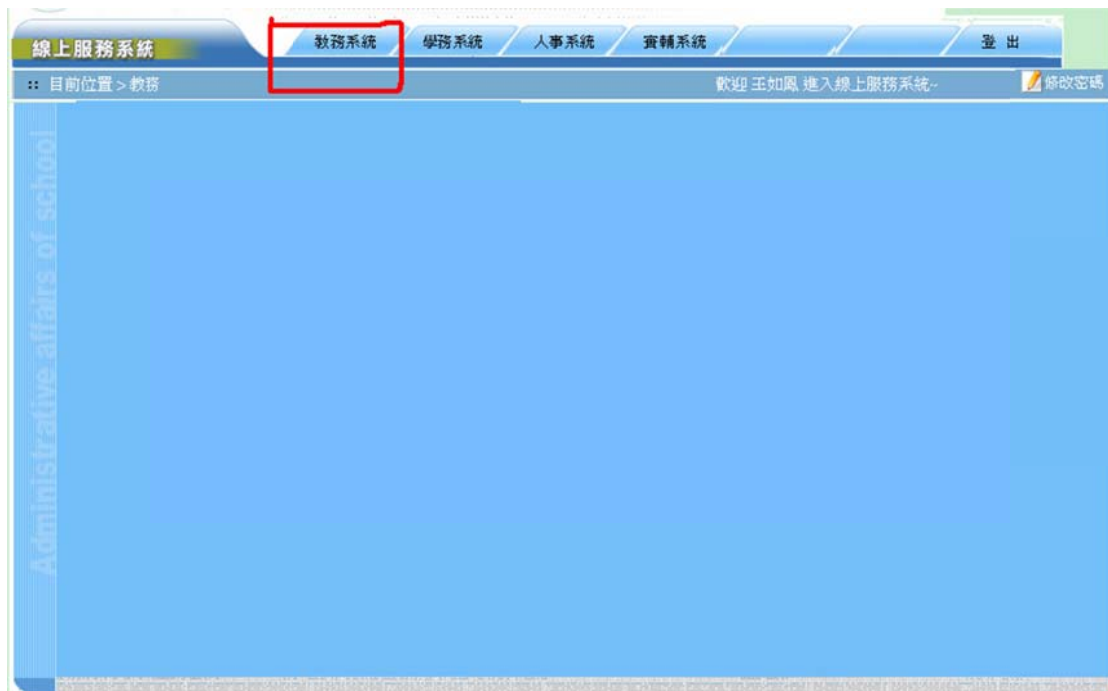 線上服務系統
教務系統 學務系統 人事系統 實輔系統 登出
:: 目前位置 > 教務 歡迎 王如鳳 進入線上服務系統~ 修改密碼
Administrative affairs of school